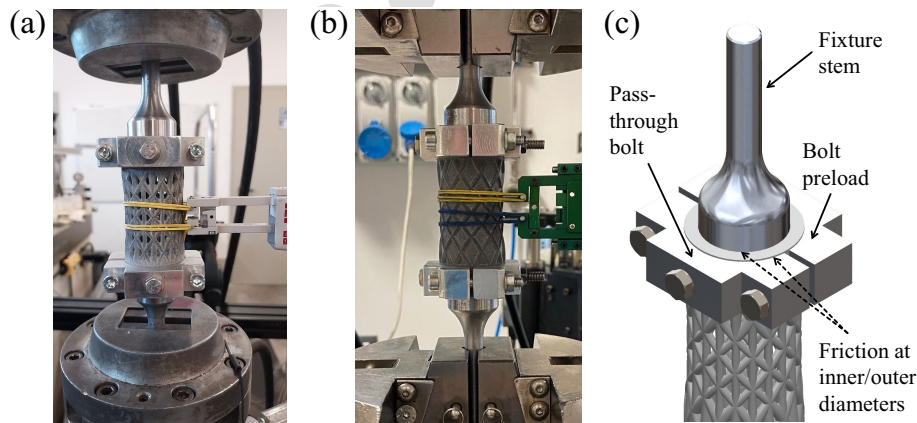 (a)
(b)
(c)
Fixture
stem
Pass-
through
bolt
Bolt
preload
Friction at
inner/outer
diameters